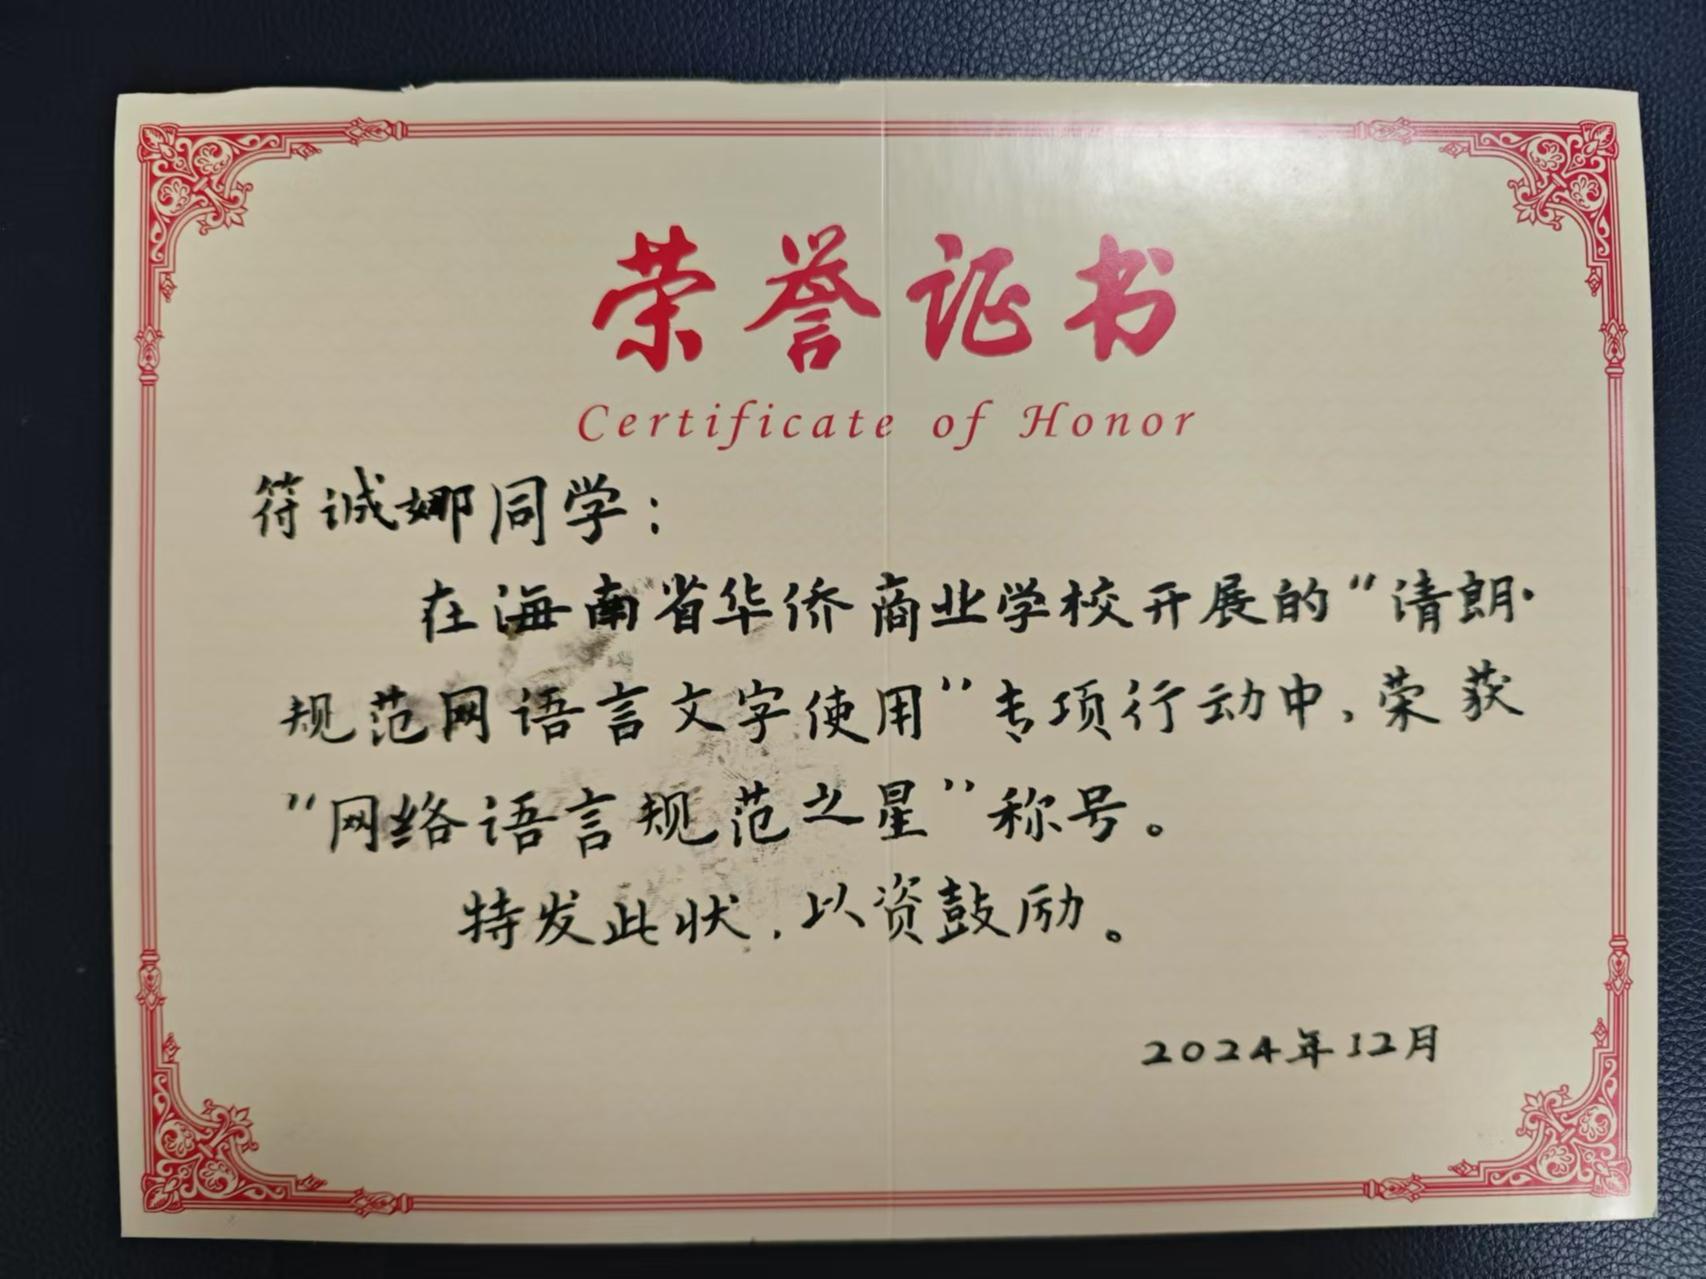 荣誉证书
Certificate of Honor
符诚娜同学：
在海南省华侨商业学校开展的“清朗·
规范网语言文字使用”专项行动中，荣获
“网络语言规范之星”称号。
特发此状，以资鼓励。
2024年12月